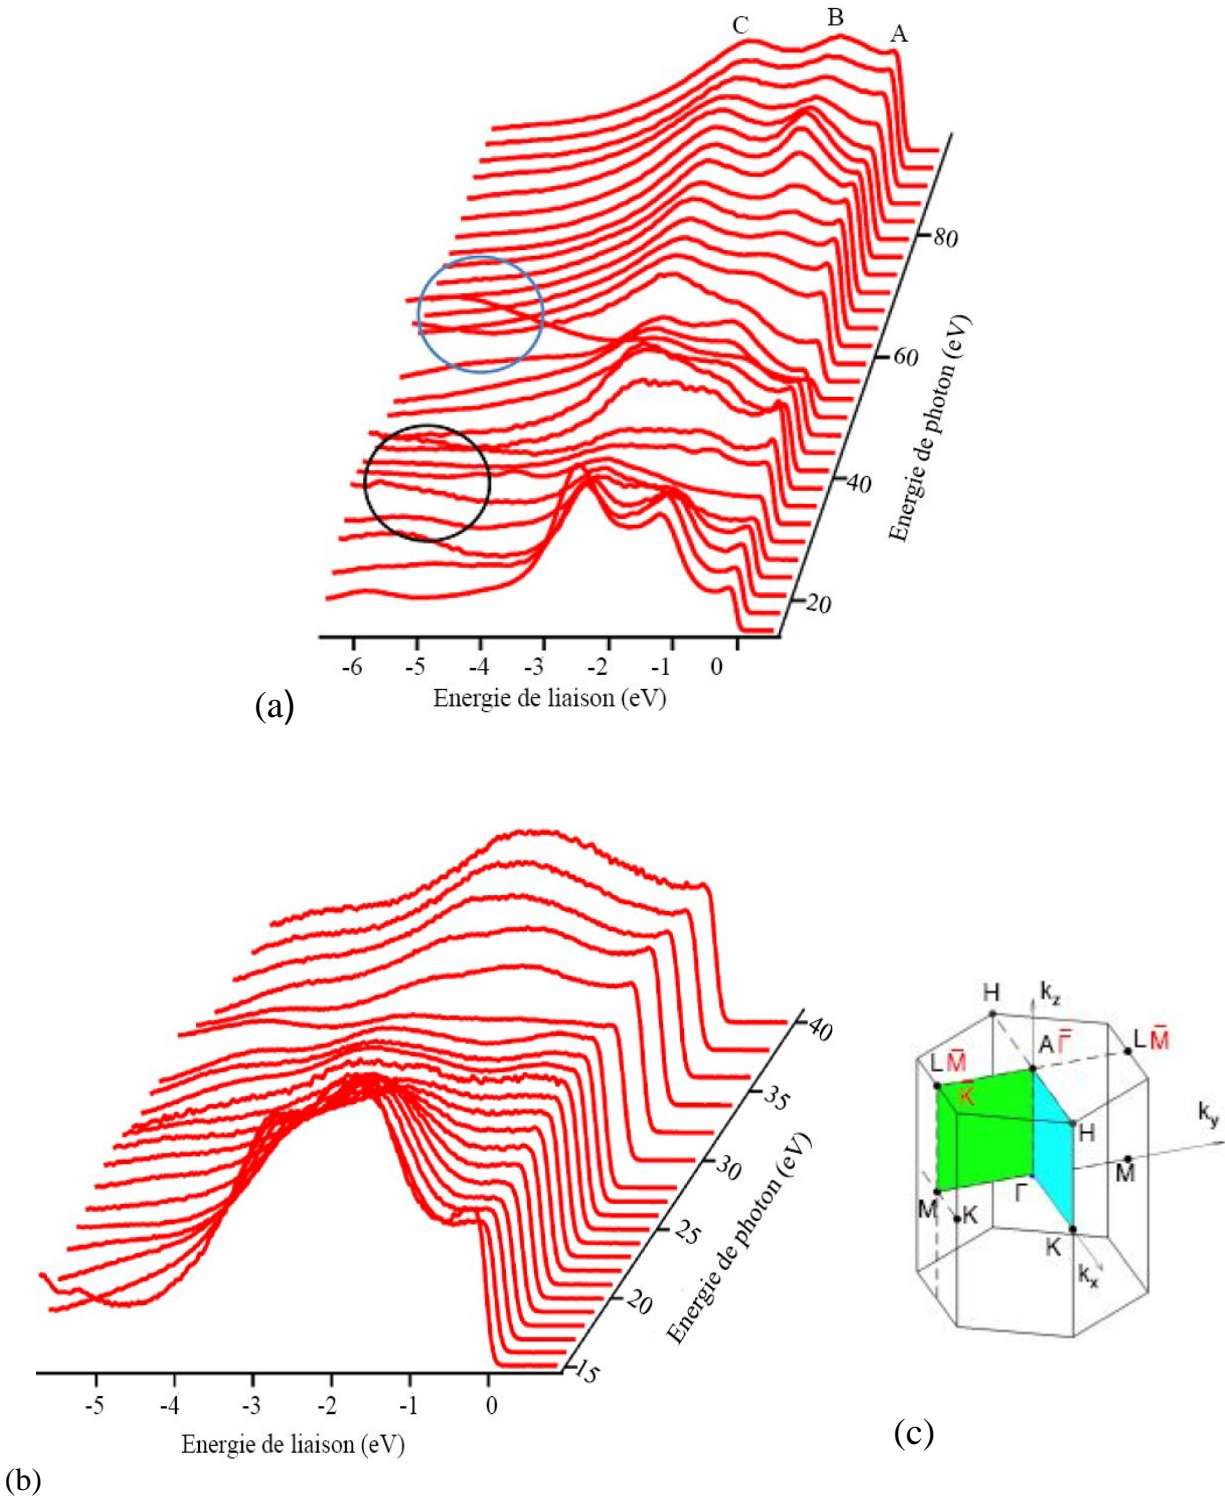 C B A
80
60
40
20
Energie de photon (eV)
-6 -5 -4 -3 -2 -1 0
Energie de liaison (eV)
(a)
40
35
30
25
20
15
Energie de photon (eV)
-5 -4 -3 -2 -1 0
Energie de liaison (eV)
(b)
H kz
L M̄ A Γ̄ L M̄
K̄
H
ky
M
Γ
M K
K
kx
(c)